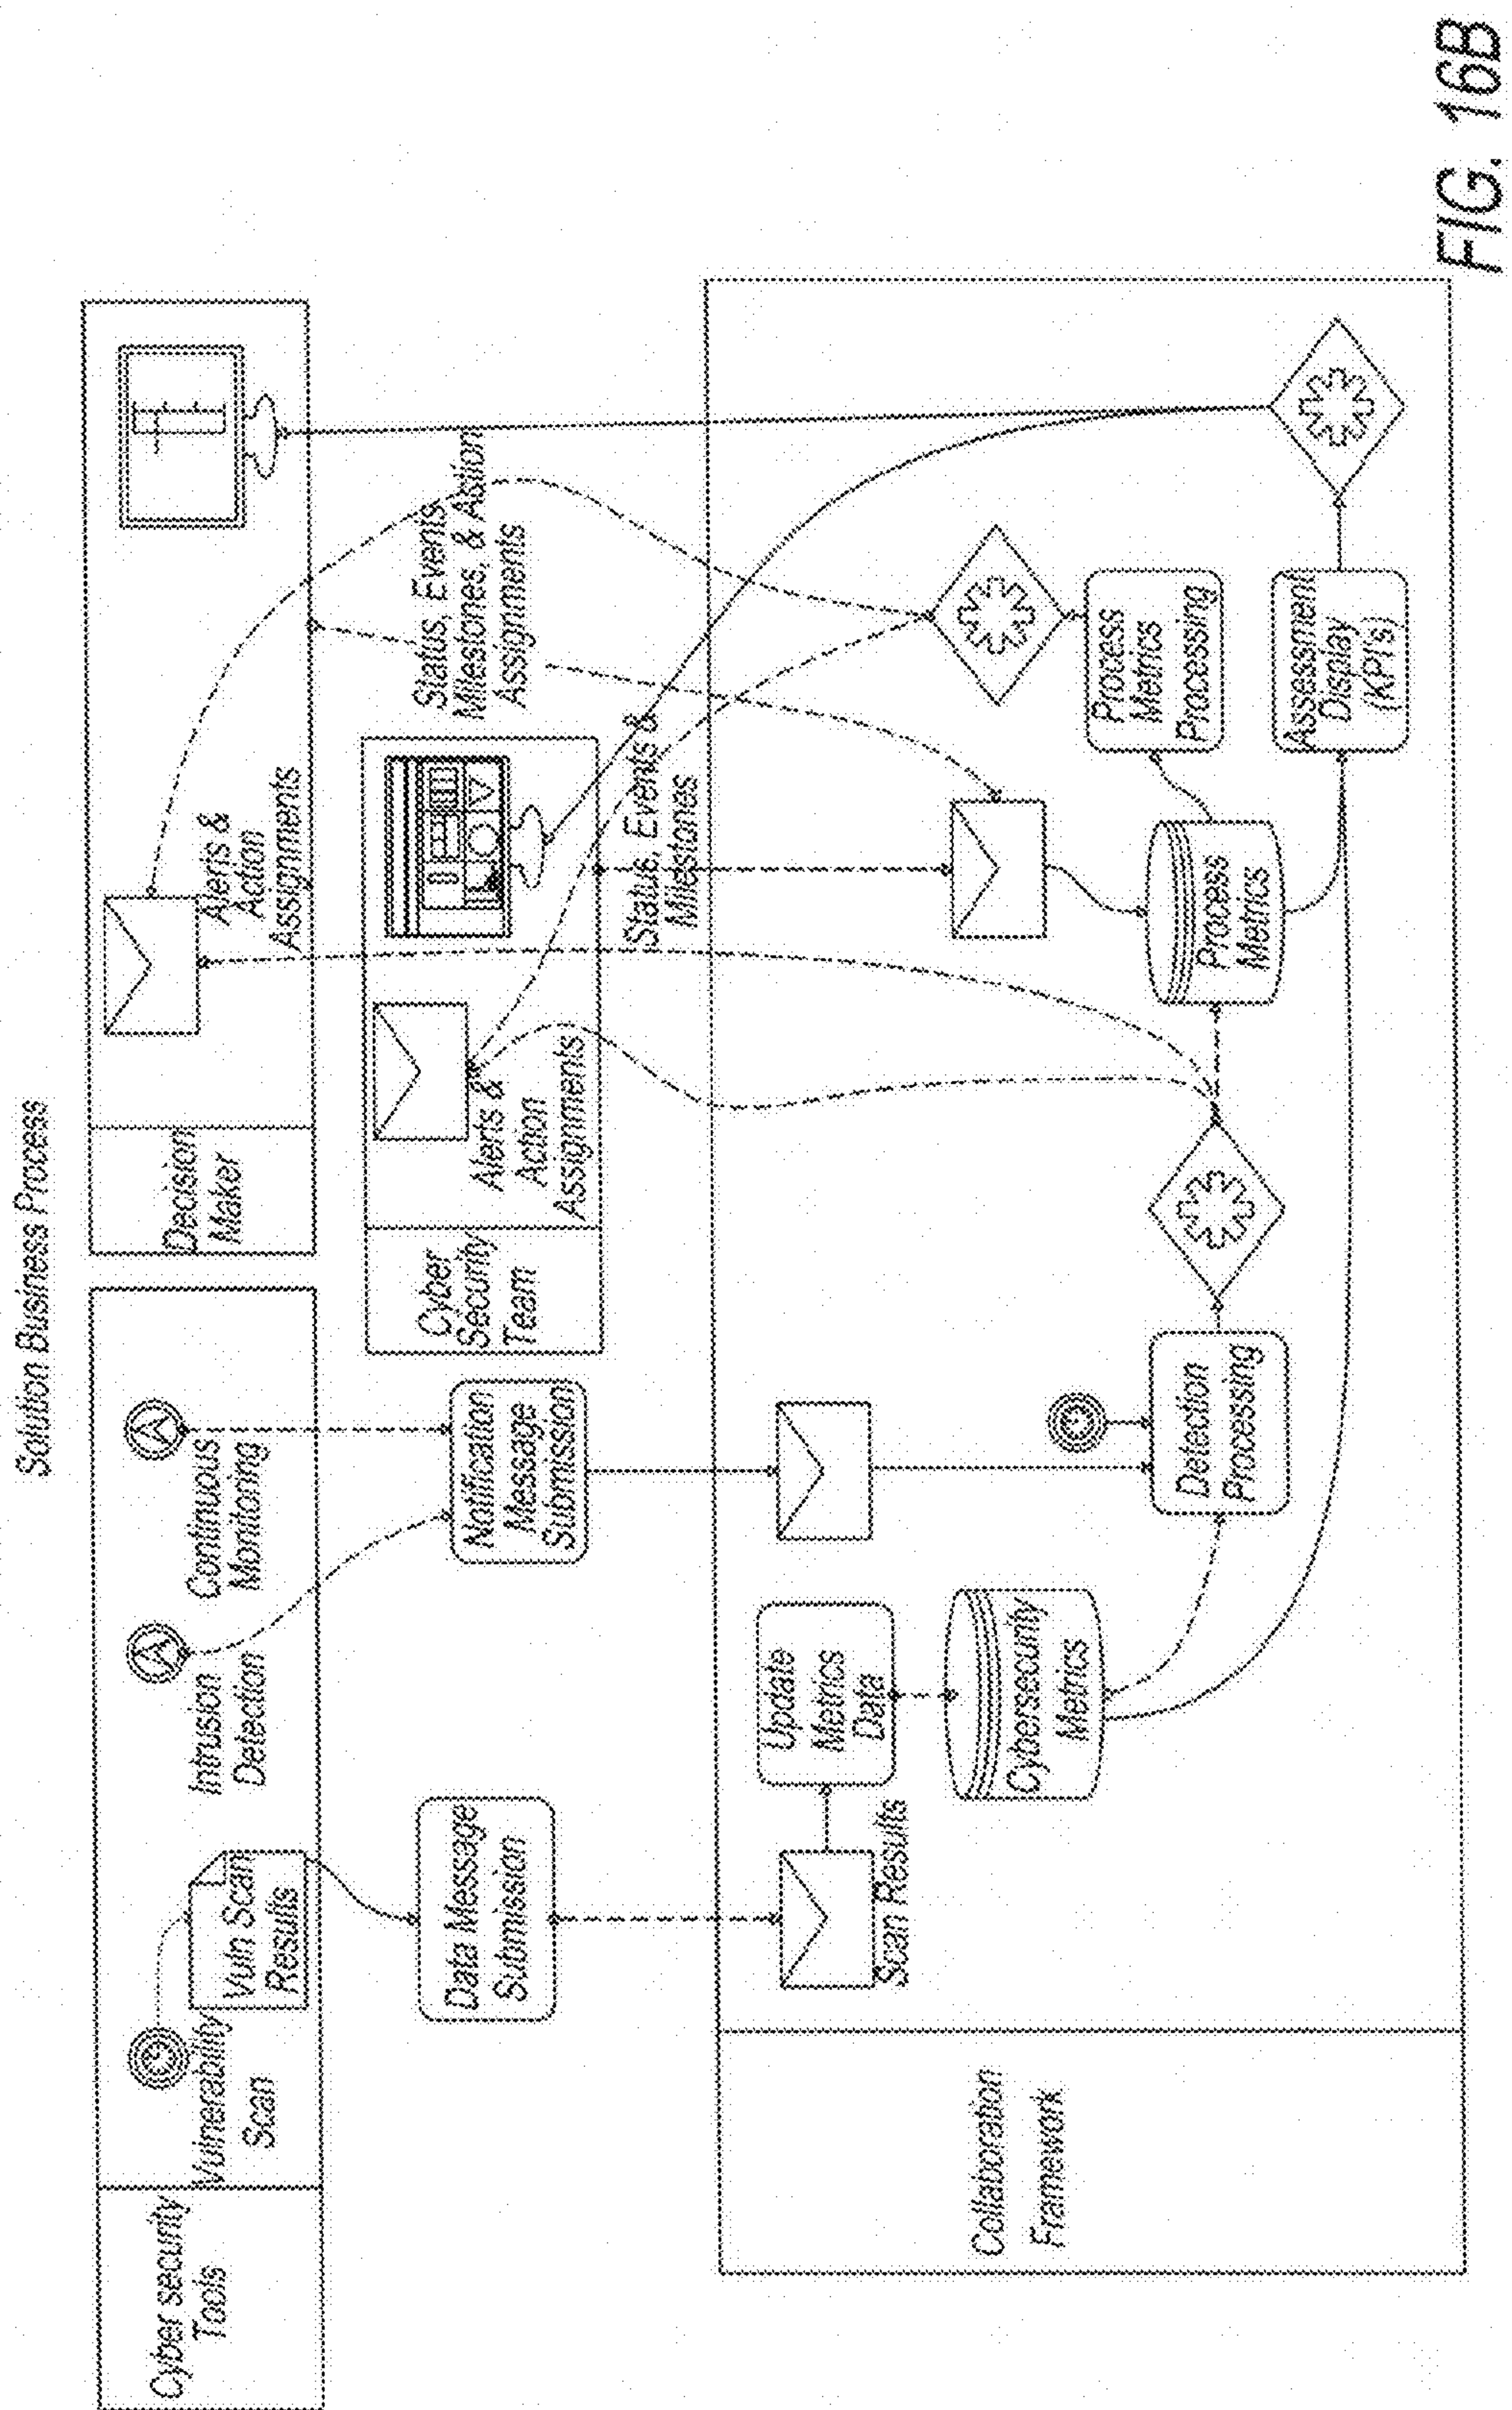 Solution Business Process
Cyber security
Tools
Vulnerability
Scan
Vuln Scan
Results
Intrusion
Detection
Continuous
Monitoring
Decision
Maker
Alerts &
Action
Assignments
Data Message
Submission
Notification
Message
Submission
Cyber
Security
Team
Alerts &
Action
Assignments
Status, Events
Milestones, & Asition
Assignments
Status, Events &
Milestones
Collaboration
Framework
Scan Results
Update
Metrics
Data
Cybersecurity
Metrics
Detection
Processing
Process
Metrics
Process
Metrics
Processing
Assessment
Display
(KPI's)
FIG. 16B